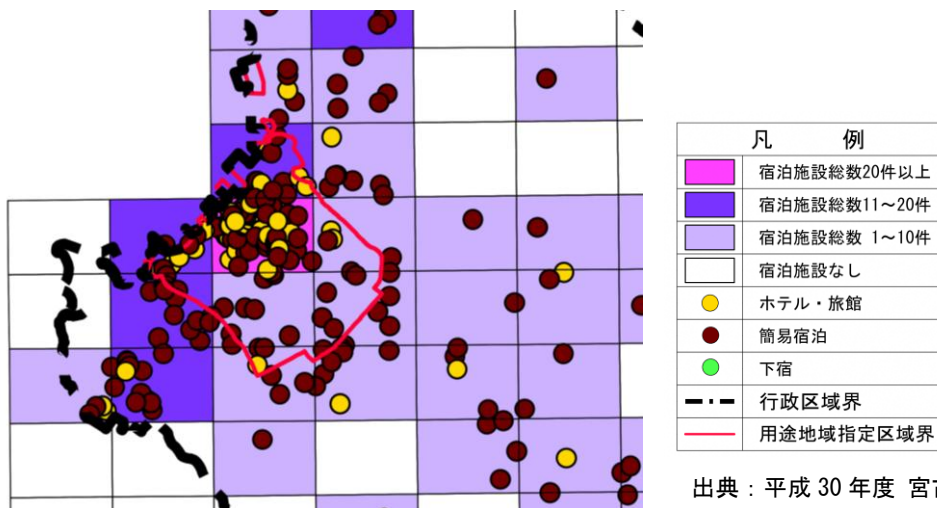 凡 例
宿泊施設総数20件以上
宿泊施設総数11～20件
宿泊施設総数 1～10件
宿泊施設なし
ホテル・旅館
簡易宿泊
下宿
行政区域界
用途地域指定区域界
出典：平成 30 年度 宮古